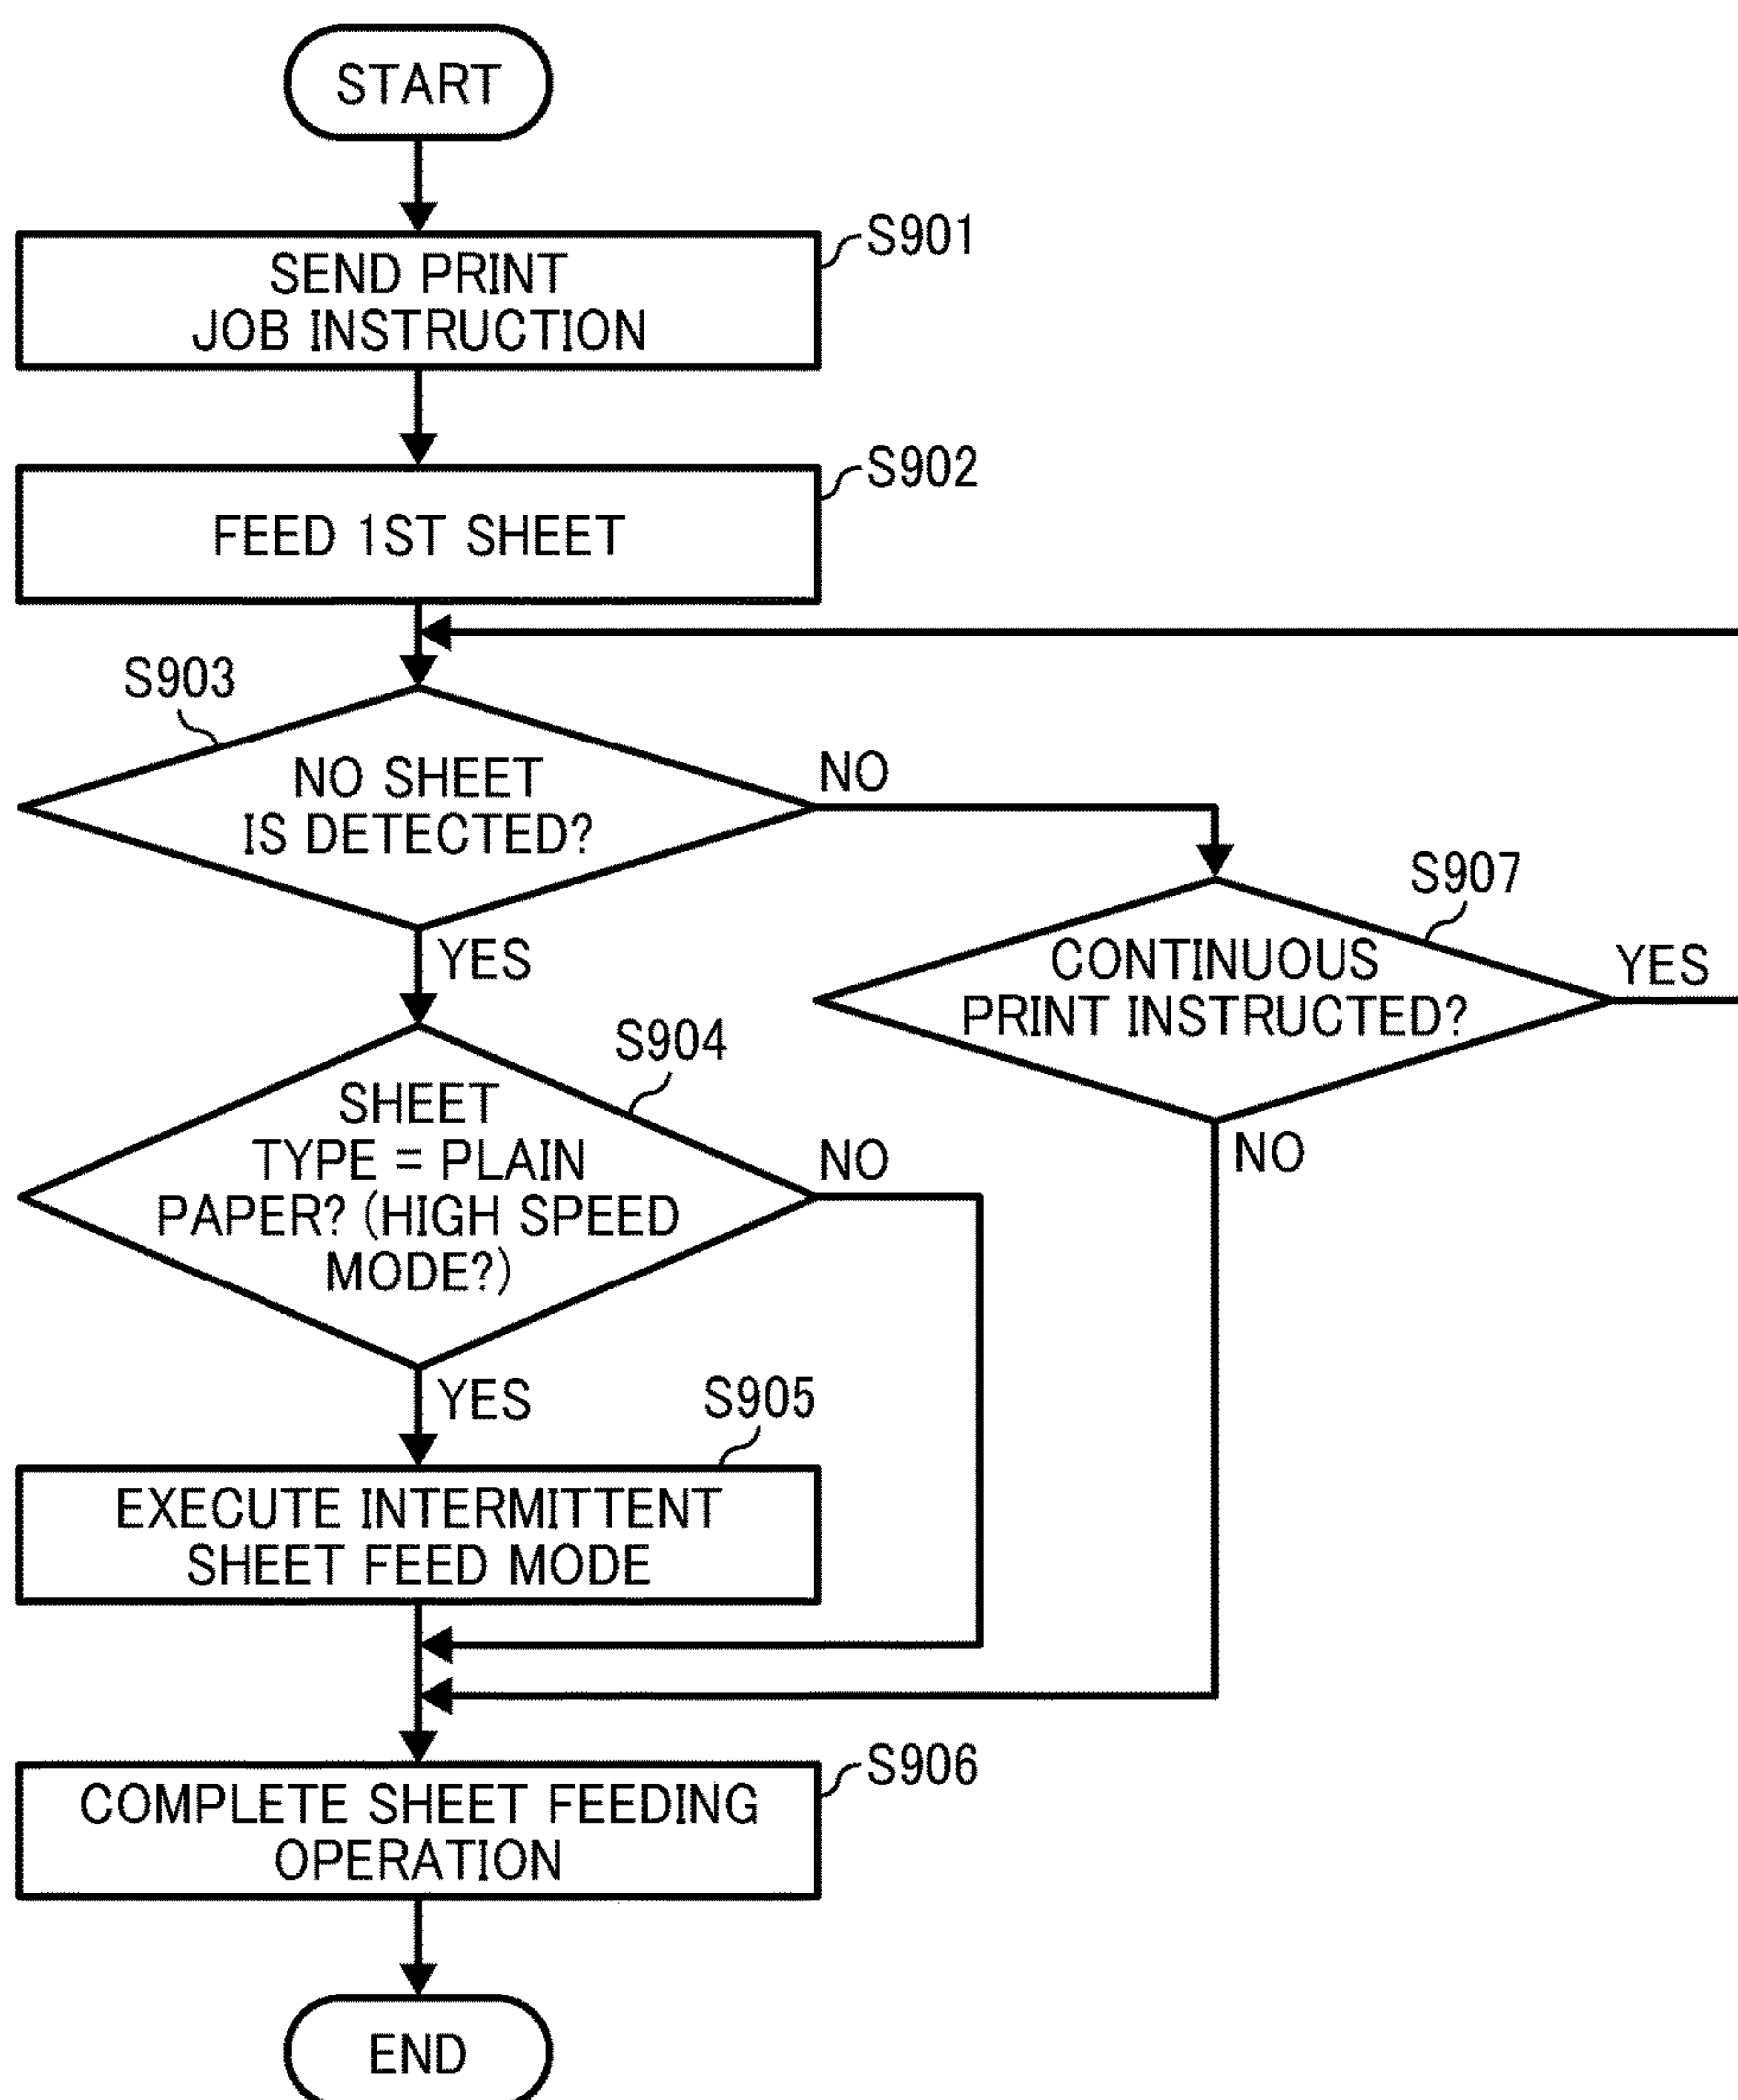 START
S901
SEND PRINT
JOB INSTRUCTION
S902
FEED 1ST SHEET
S903
NO SHEET
IS DETECTED?
NO
YES
S907
CONTINUOUS
PRINT INSTRUCTED?
YES
NO
S904
SHEET
TYPE = PLAIN
PAPER? (HIGH SPEED
MODE?)
NO
YES
S905
EXECUTE INTERMITTENT
SHEET FEED MODE
S906
COMPLETE SHEET FEEDING
OPERATION
END